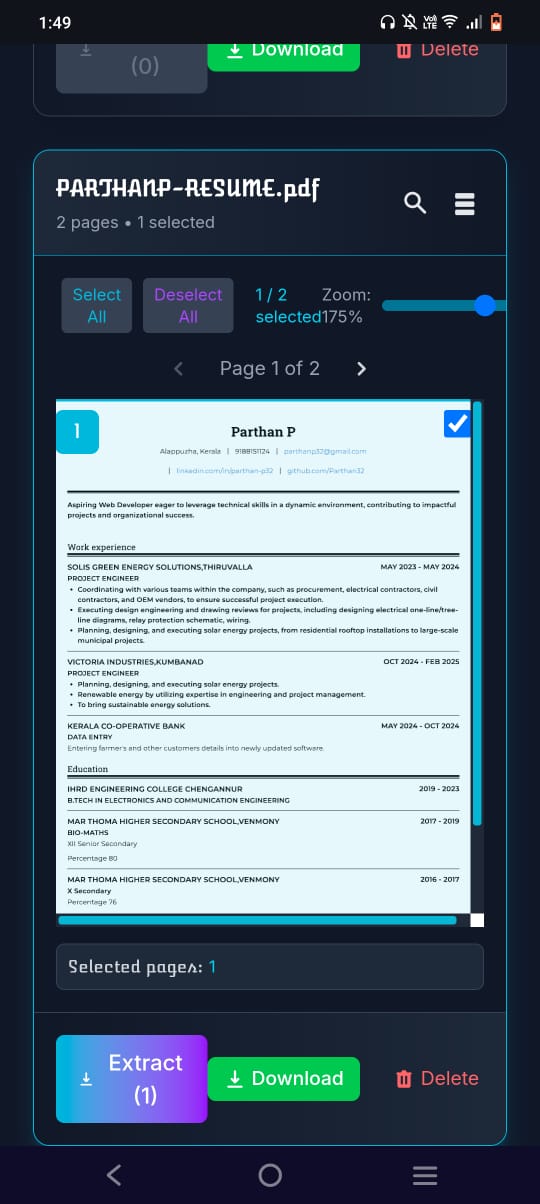 1:49
Vo) LTE
(0)
Download
Delete
PARTHANP-RESUME.pdf
2 pages • 1 selected
Select All
Deselect All
1 / 2 selected
Zoom: 175%
Page 1 of 2
1
Parthan P
Alappuzha, Kerala | 9188151124 | parthanp32@gmail.com
| linkedin.com/in/parthan-p32 | github.com/Parthan32
Aspiring Web Developer eager to leverage technical skills in a dynamic environment, contributing to impactful
projects and organizational success.
Work experience
SOLIS GREEN ENERGY SOLUTIONS,THIRUVALLA MAY 2023 - MAY 2024
PROJECT ENGINEER
• Coordinating with various teams within the company, such as procurement, electrical contractors, civil
contractors, and OEM vendors, to ensure successful project execution.
• Executing design engineering and drawing reviews for projects, including designing electrical one-line/tree-
line diagrams, relay protection schematic, wiring.
• Planning, designing, and executing solar energy projects, from residential rooftop installations to large-scale
municipal projects.
VICTORIA INDUSTRIES,KUMBANAD OCT 2024 - FEB 2025
PROJECT ENGINEER
• Planning, designing, and executing solar energy projects.
• Renewable energy by utilizing expertise in engineering and project management.
• To bring sustainable energy solutions.
KERALA CO-OPERATIVE BANK MAY 2024 - OCT 2024
DATA ENTRY
Entering farmer's and other customers details into newly updated software.
Education
IHRD ENGINEERING COLLEGE CHENGANNUR 2019 - 2023
B.TECH IN ELECTRONICS AND COMMUNICATION ENGINEERING
MAR THOMA HIGHER SECONDARY SCHOOL,VENMONY 2017 - 2019
BIO-MATHS
XII Senior Secondary
Percentage 80
MAR THOMA HIGHER SECONDARY SCHOOL,VENMONY 2016 - 2017
X Secondary
Percentage 76
Selected pages: 1
Extract (1)
Download
Delete